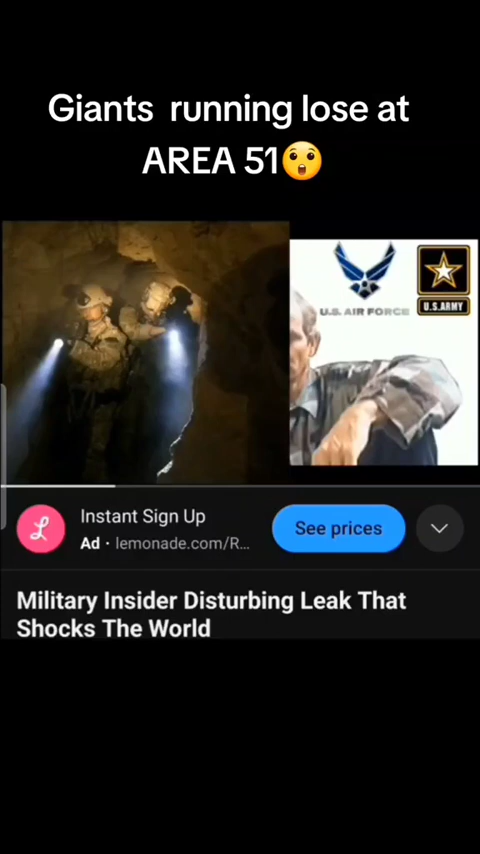 Giants running lose at
AREA 51😲
U.S. AIR FORCE
U.S. ARMY
Instant Sign Up
See prices
Ad · lemonade.com/R...
Military Insider Disturbing Leak That
Shocks The World